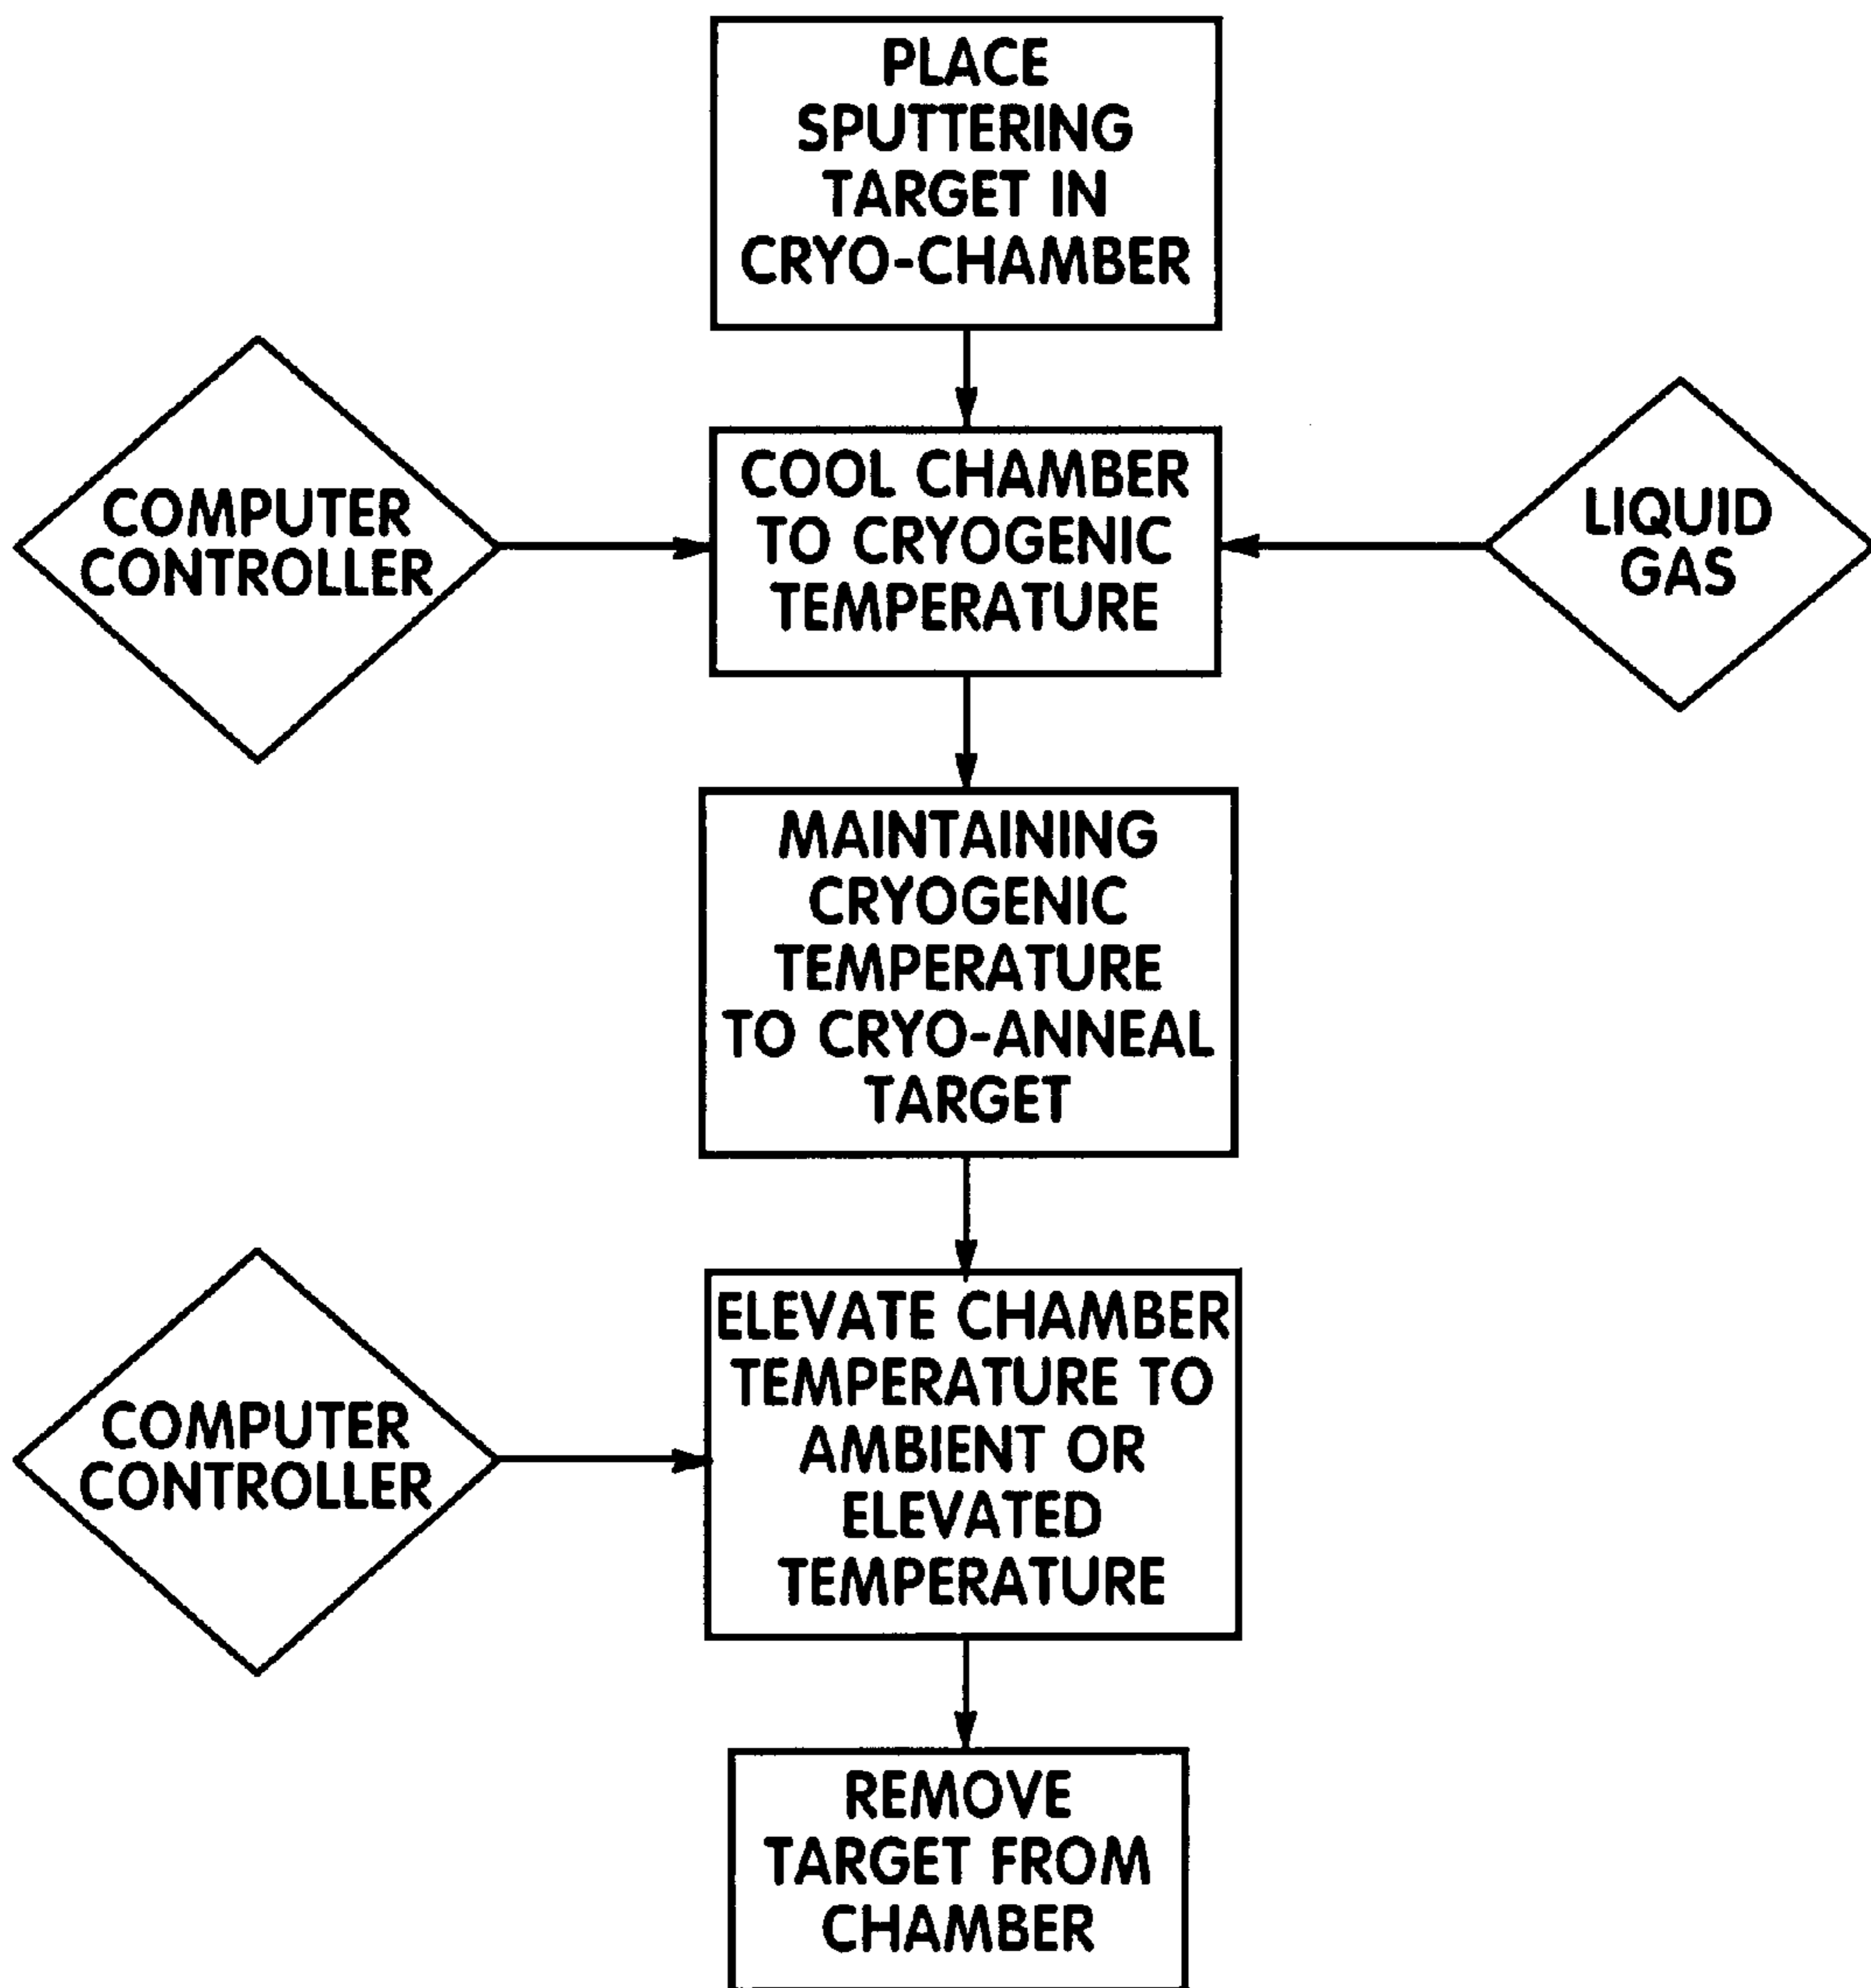 PLACE
SPUTTERING
TARGET IN
CRYO-CHAMBER
COMPUTER
CONTROLLER
COOL CHAMBER
TO CRYOGENIC
TEMPERATURE
LIQUID
GAS
MAINTAINING
CRYOGENIC
TEMPERATURE
TO CRYO-ANNEAL
TARGET
COMPUTER
CONTROLLER
ELEVATE CHAMBER
TEMPERATURE TO
AMBIENT OR
ELEVATED
TEMPERATURE
REMOVE
TARGET FROM
CHAMBER